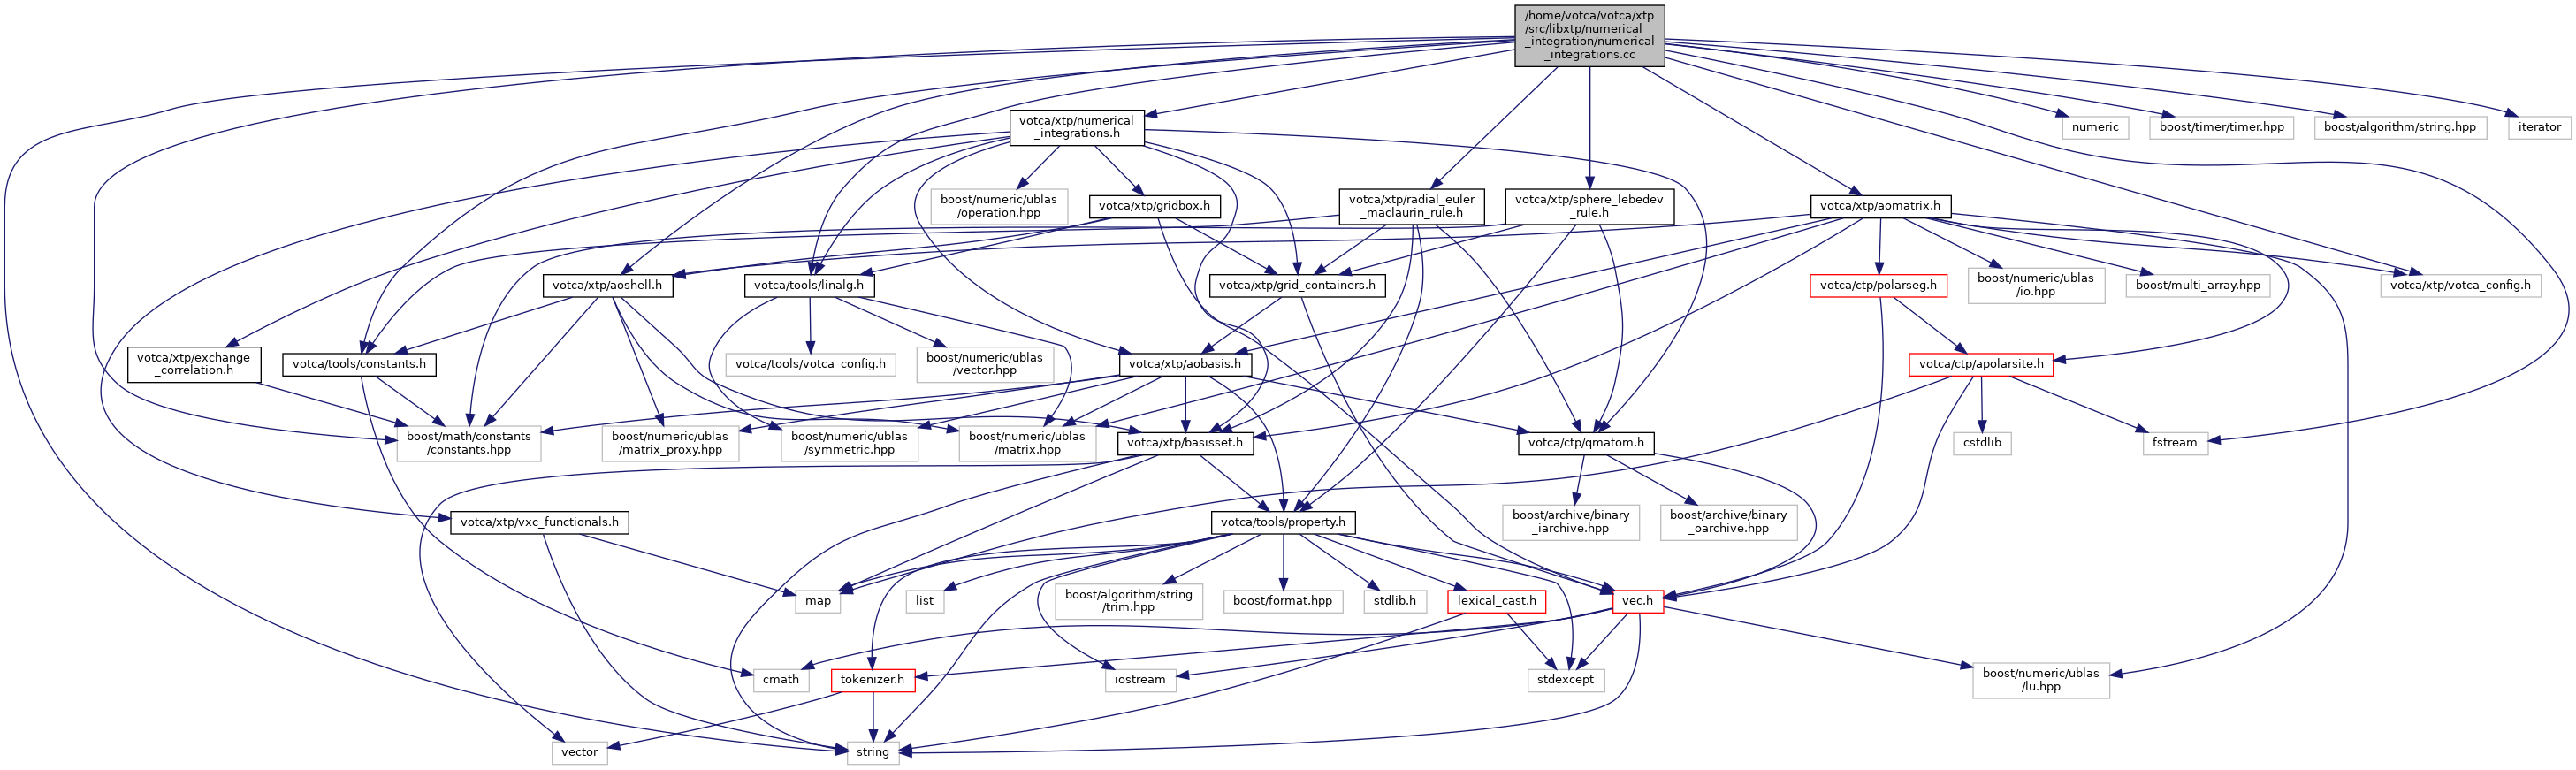 /home/votca/votca/xtp
/src/libxtp/numerical
_integration/numerical
_integrations.cc
votca/xtp/numerical
_integrations.h
numeric
boost/timer/timer.hpp
boost/algorithm/string.hpp
iterator
boost/numeric/ublas
/operation.hpp
votca/xtp/gridbox.h
votca/xtp/radial_euler
_maclaurin_rule.h
votca/xtp/sphere_lebedev
_rule.h
votca/xtp/aomatrix.h
votca/xtp/aoshell.h
votca/tools/linalg.h
votca/xtp/grid_containers.h
votca/ctp/polarseg.h
boost/numeric/ublas
/io.hpp
boost/multi_array.hpp
votca/xtp/votca_config.h
votca/xtp/exchange
_correlation.h
votca/tools/constants.h
votca/tools/votca_config.h
boost/numeric/ublas
/vector.hpp
votca/xtp/aobasis.h
votca/ctp/apolarsite.h
boost/math/constants
/constants.hpp
boost/numeric/ublas
/matrix_proxy.hpp
boost/numeric/ublas
/symmetric.hpp
boost/numeric/ublas
/matrix.hpp
votca/xtp/basisset.h
votca/ctp/qmatom.h
cstdlib
fstream
votca/xtp/vxc_functionals.h
votca/tools/property.h
boost/archive/binary
_iarchive.hpp
boost/archive/binary
_oarchive.hpp
map
list
boost/algorithm/string
/trim.hpp
boost/format.hpp
stdlib.h
lexical_cast.h
vec.h
cmath
tokenizer.h
iostream
stdexcept
boost/numeric/ublas
/lu.hpp
vector
string